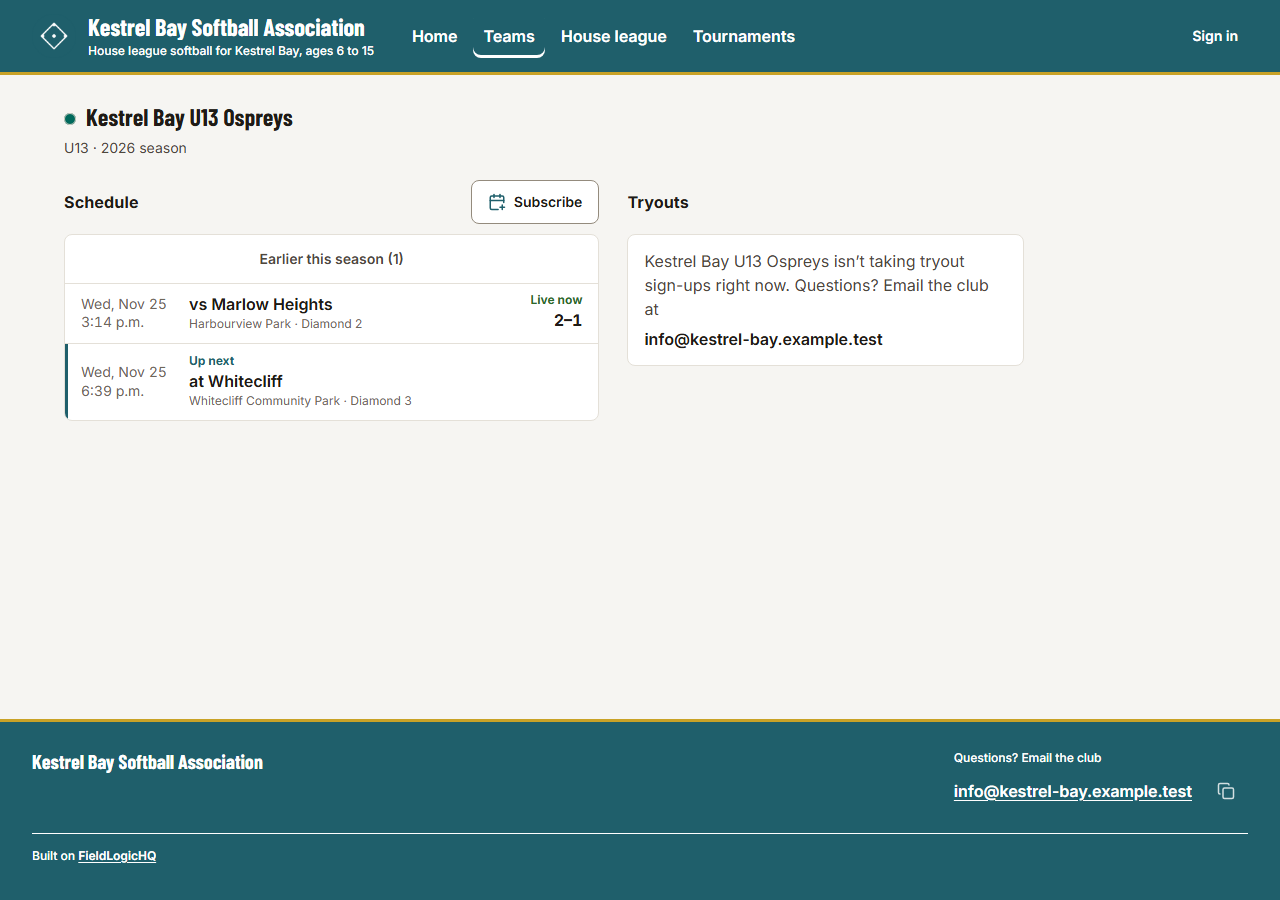 Kestrel Bay Softball Association
House league softball for Kestrel Bay, ages 6 to 15
Home
Teams
House league
Tournaments
Sign in
Kestrel Bay U13 Ospreys
U13 · 2026 season
Schedule
Subscribe
Earlier this season (1)
Wed, Nov 25
3:14 p.m.
vs Marlow Heights
Harbourview Park · Diamond 2
Live now
2–1
Wed, Nov 25
6:39 p.m.
Up next
at Whitecliff
Whitecliff Community Park · Diamond 3
Tryouts
Kestrel Bay U13 Ospreys isn’t taking tryout
sign-ups right now. Questions? Email the club
at
info@kestrel-bay.example.test
Kestrel Bay Softball Association
Questions? Email the club
info@kestrel-bay.example.test
Built on FieldLogicHQ